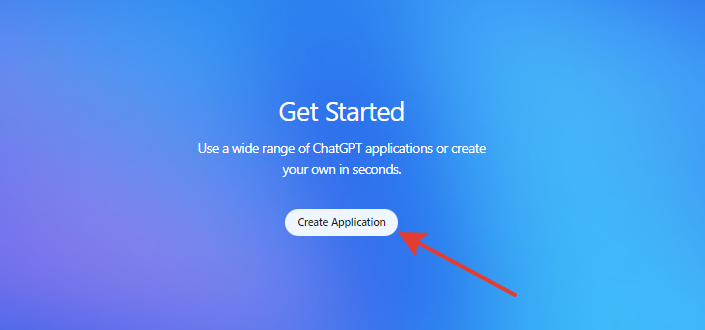 Get Started
Use a wide range of ChatGPT applications or create
your own in seconds.
Create Application